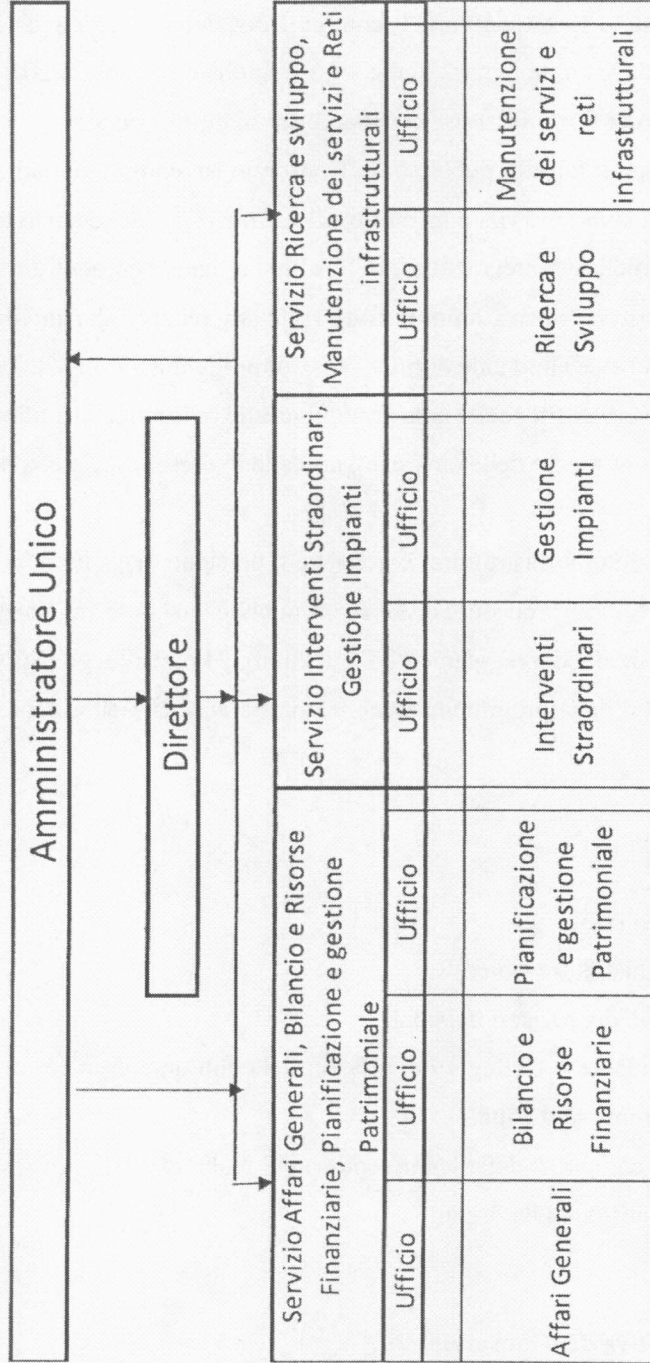 Amministratore Unico
Direttore
Servizio Affari Generali, Bilancio e Risorse
Finanziarie, Pianificazione e gestione
Patrimoniale
Servizio Interventi Straordinari,
Gestione Impianti
Servizio Ricerca e sviluppo,
Manutenzione dei servizi e Reti
infrastrutturali
Ufficio
Ufficio
Ufficio
Ufficio
Ufficio
Ufficio
Ufficio
Affari Generali
Bilancio e
Risorse
Finanziarie
Pianificazione
e gestione
Patrimoniale
Interventi
Straordinari
Gestione
Impianti
Ricerca e
Sviluppo
Manutenzione
dei servizi e
reti
infrastrutturali